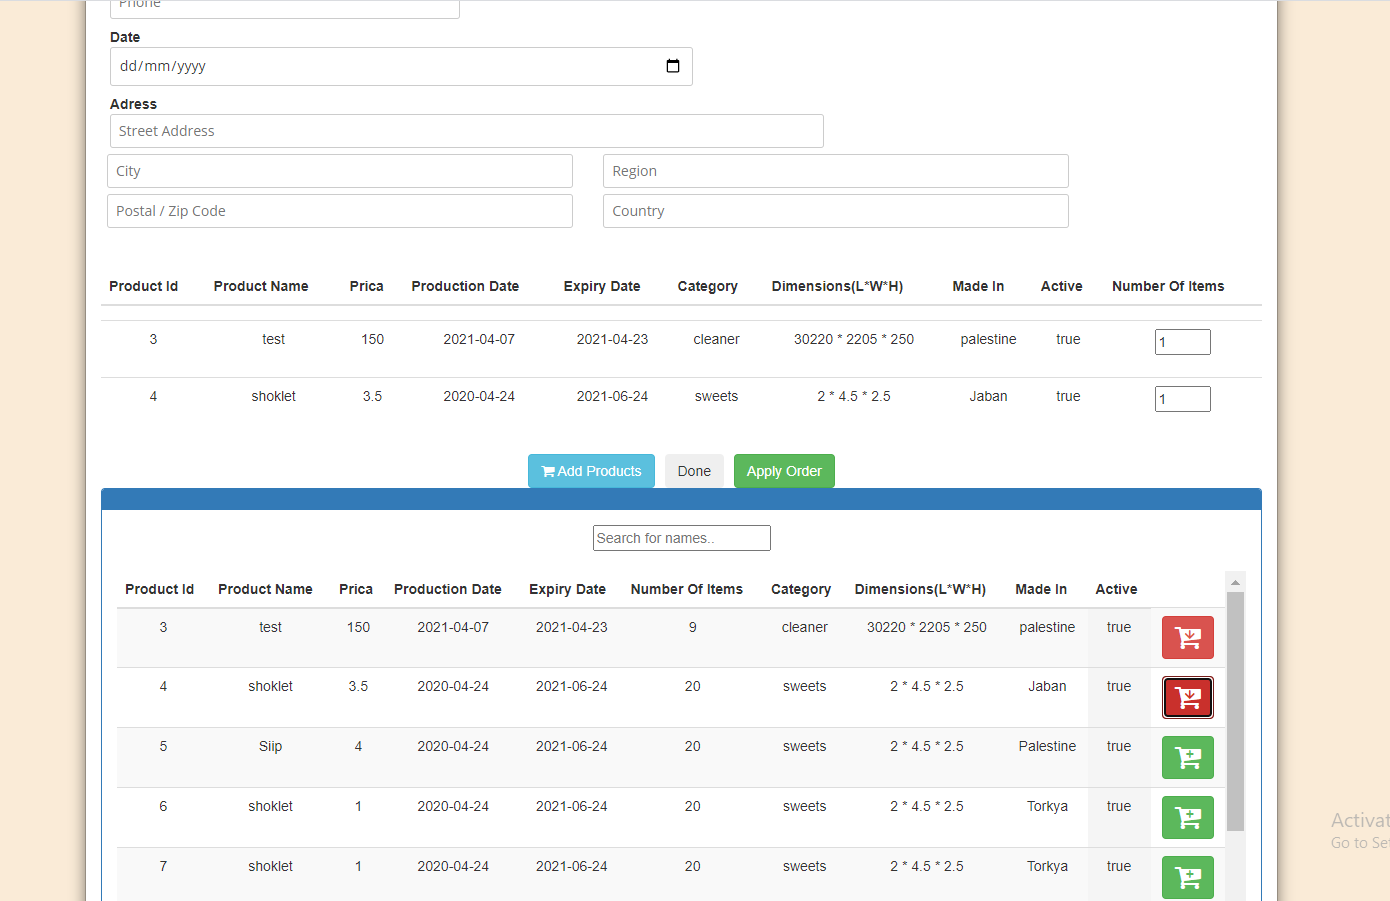 Phone
Date
dd/mm/yyyy
Adress
Street Address
City Region
Postal / Zip Code Country
Product Id Product Name Prica Production Date Expiry Date Category Dimensions(L*W*H) Made In Active Number Of Items
3 test 150 2021-04-07 2021-04-23 cleaner 30220 * 2205 * 250 palestine true 1
4 shoklet 3.5 2020-04-24 2021-06-24 sweets 2 * 4.5 * 2.5 Jaban true 1
Add Products Done Apply Order
Search for names..
Product Id Product Name Prica Production Date Expiry Date Number Of Items Category Dimensions(L*W*H) Made In Active
3 test 150 2021-04-07 2021-04-23 9 cleaner 30220 * 2205 * 250 palestine true
4 shoklet 3.5 2020-04-24 2021-06-24 20 sweets 2 * 4.5 * 2.5 Jaban true
5 Siip 4 2020-04-24 2021-06-24 20 sweets 2 * 4.5 * 2.5 Palestine true
6 shoklet 1 2020-04-24 2021-06-24 20 sweets 2 * 4.5 * 2.5 Torkya true
Activat
Go to Set
7 shoklet 1 2020-04-24 2021-06-24 20 sweets 2 * 4.5 * 2.5 Torkya true